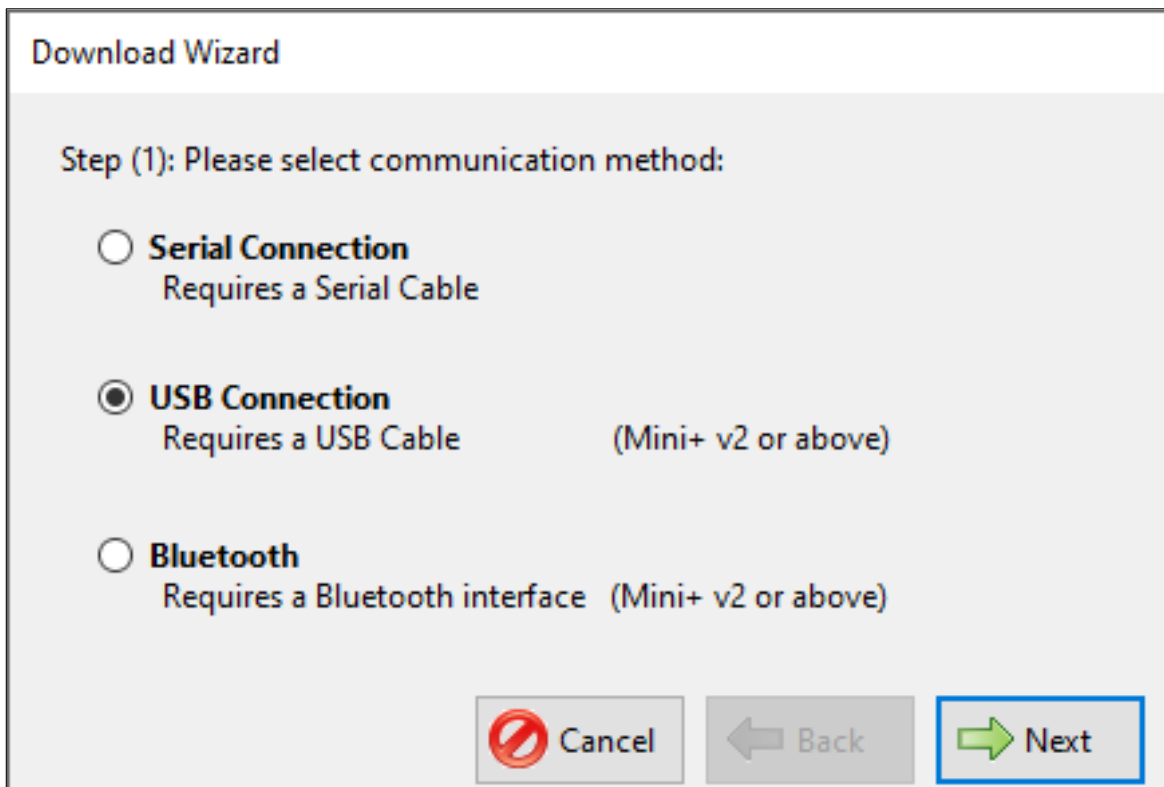 Download Wizard
Step (1): Please select communication method:
Serial Connection
Requires a Serial Cable
USB Connection
Requires a USB Cable (Mini+ v2 or above)
Bluetooth
Requires a Bluetooth interface (Mini+ v2 or above)
Cancel Back Next